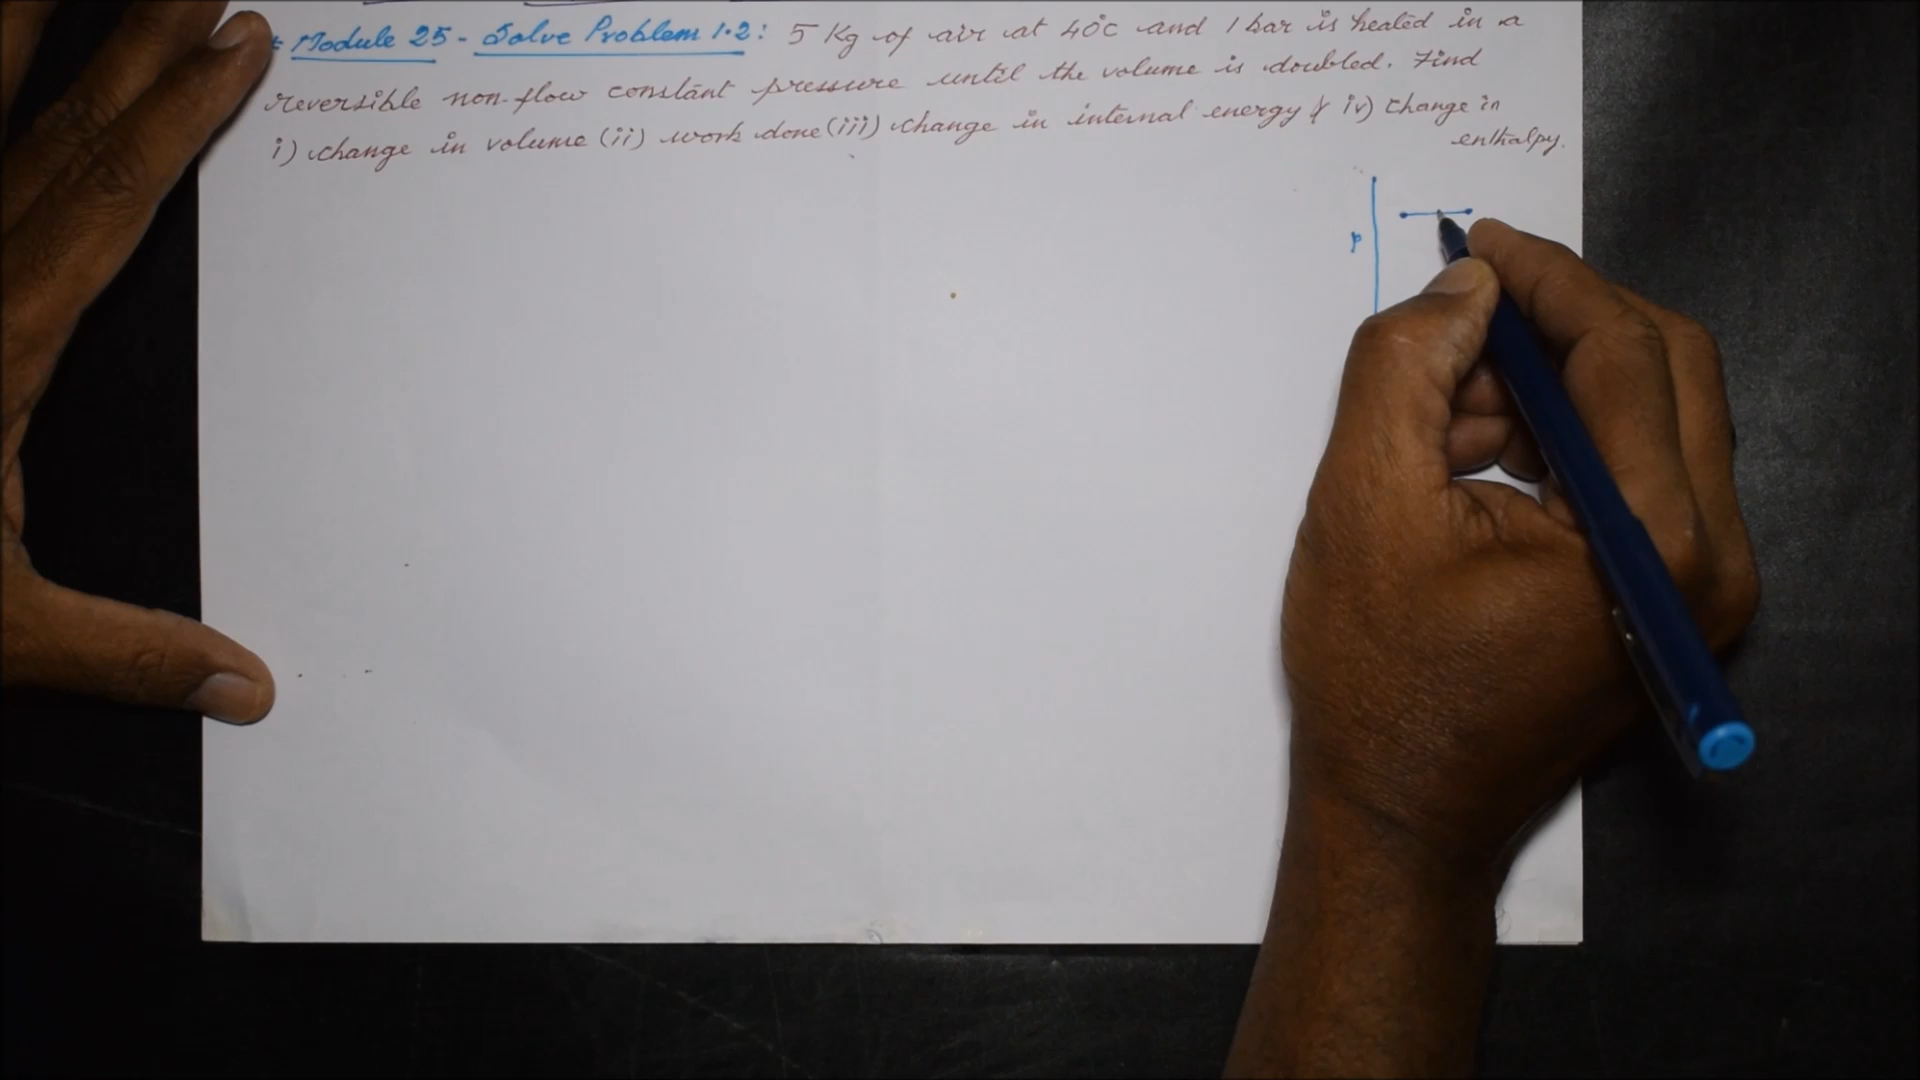 * Module 25 - Solve Problem 1.2: 5 Kg of air at 40°C and 1 bar is heated in a
reversible non-flow constant pressure until the volume is doubled. Find
i) change in volume (ii) work done (iii) change in internal energy & iv) change in
enthalpy.
p